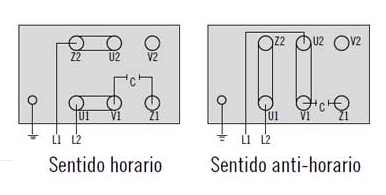 Z2 U2 V2 Z2 U2 V2
C
U1 V1 Z1 U1 V1 C Z1
L1 L2 L1 L2
Sentido horario Sentido anti-horario